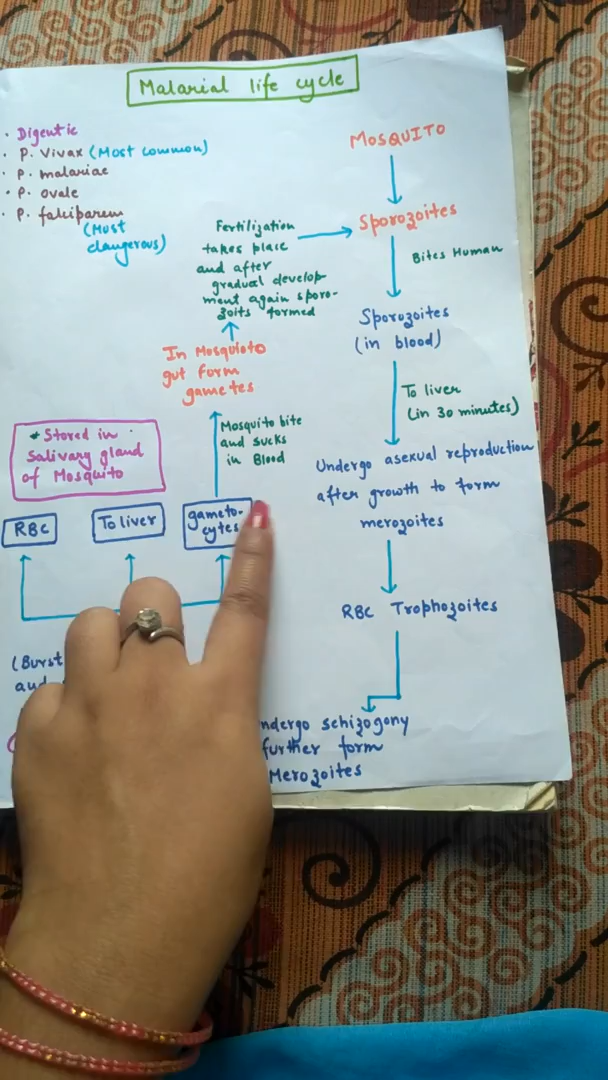 Malarial life cycle
• Digentic
• P. Vivax (Most common)
• P. malariae
• P. ovale
• P. falciparem
(Most
dangerous)
MOSQUITO
Sporozoites
Bites Human
Sporozoites
(in blood)
To liver
(in 30 minutes)
Undergo asexual reproduction
after growth to form
merozoites
RBC Trophozoites
ndergo schizogony
further form
Merozoites
(Burst
and
RBC
To liver
gameto-
cytes
* Stored in
Salivary gland
of Mosquito
Mosquito bite
and sucks
in Blood
In Mosquioto
gut form
gametes
Fertilization
takes place
and after
gradual develop
ment again sporo-
zoits formed